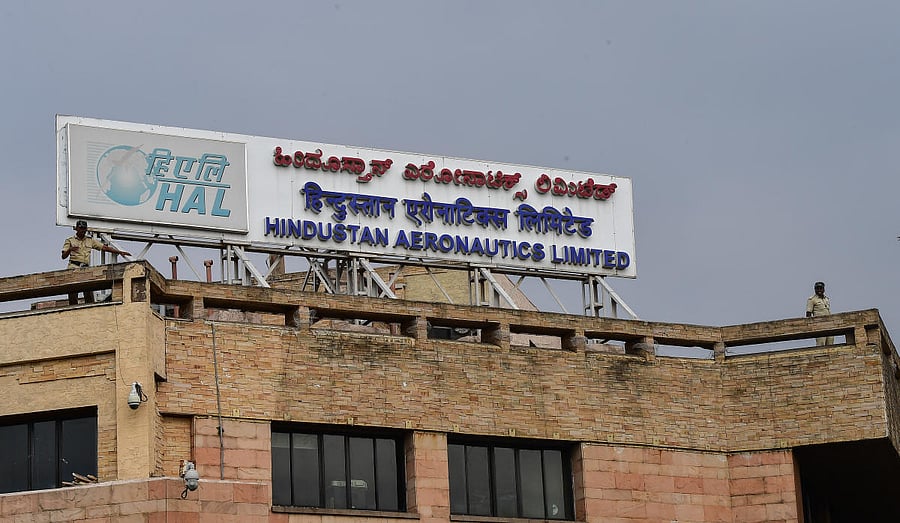 हिएलि
HAL
ಹಿಂದೂಸ್ತಾನ್ ಏರೋನಾಟಿಕ್ಸ್ ಲಿಮಿಟೆಡ್
हिन्दुस्तान एरोनाटिक्स लिमिटेड
HINDUSTAN AERONAUTICS LIMITED